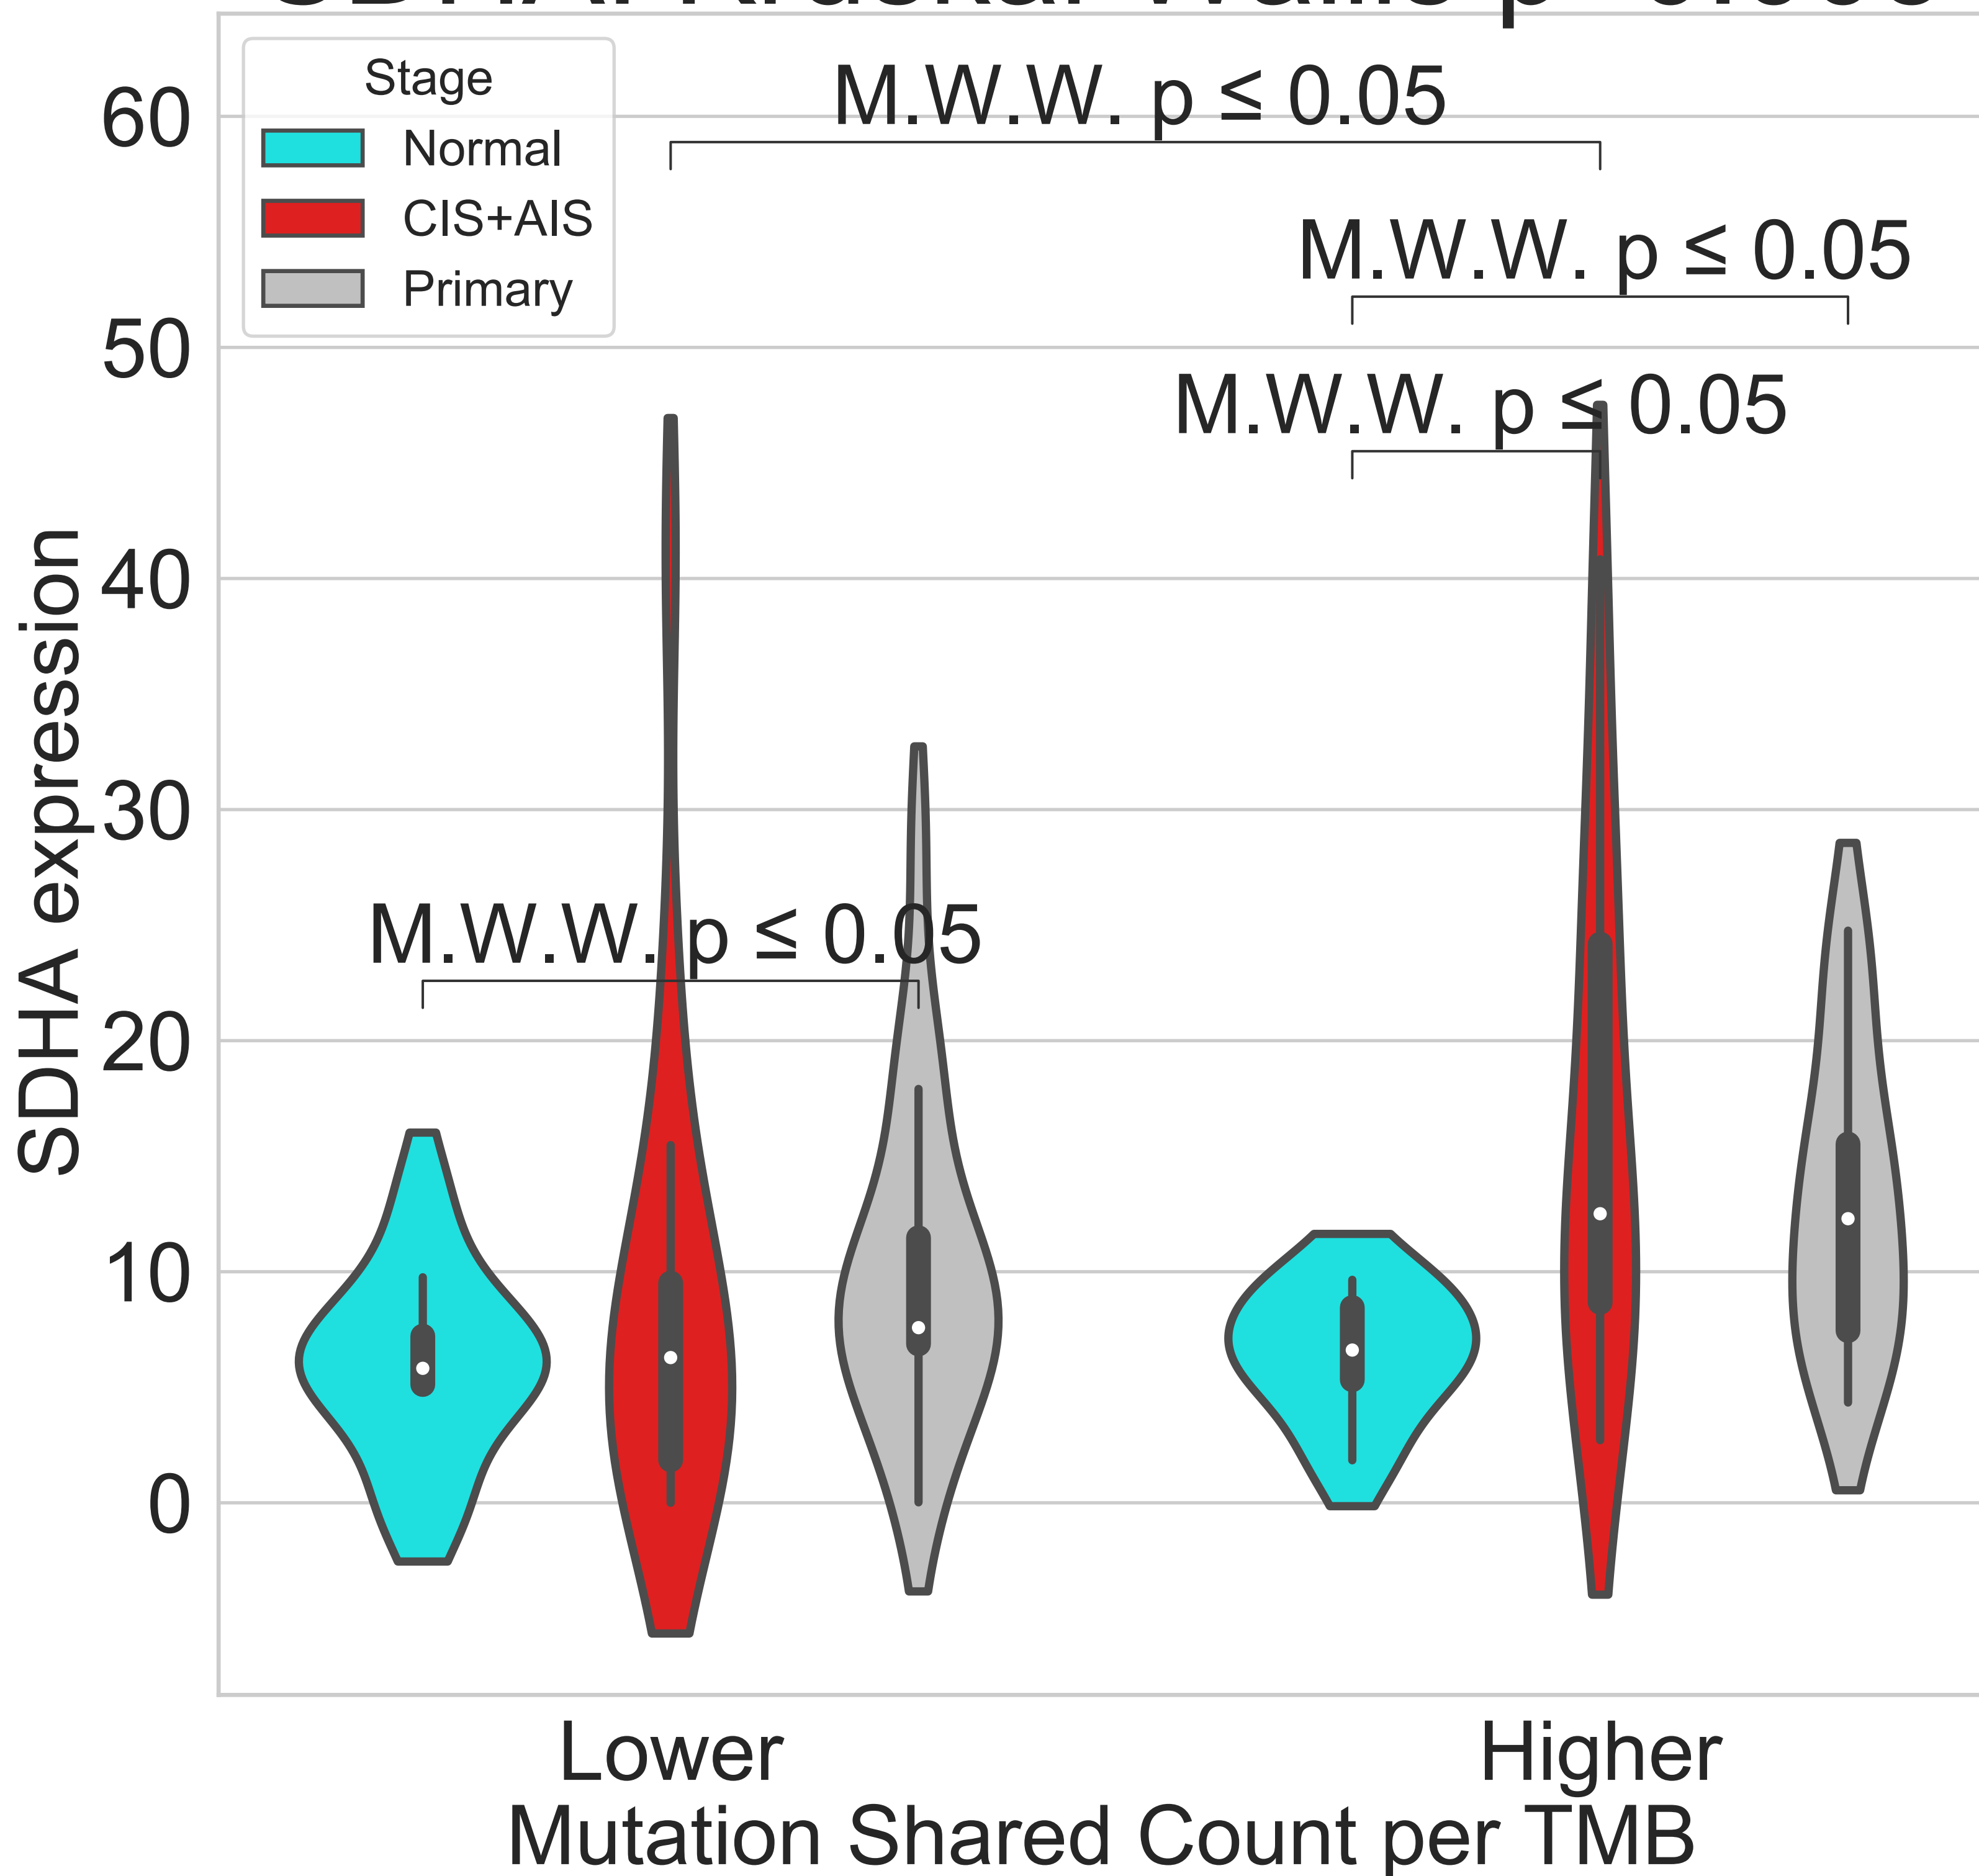 Stage
Normal
CIS+AIS
Primary
M.W.W. p ≤ 0.05
M.W.W. p ≤ 0.05
M.W.W. p ≤ 0.05
M.W.W. p ≤ 0.05
60
50
40
30
20
10
0
SDHA expression
Lower
Higher
Mutation Shared Count per TMB